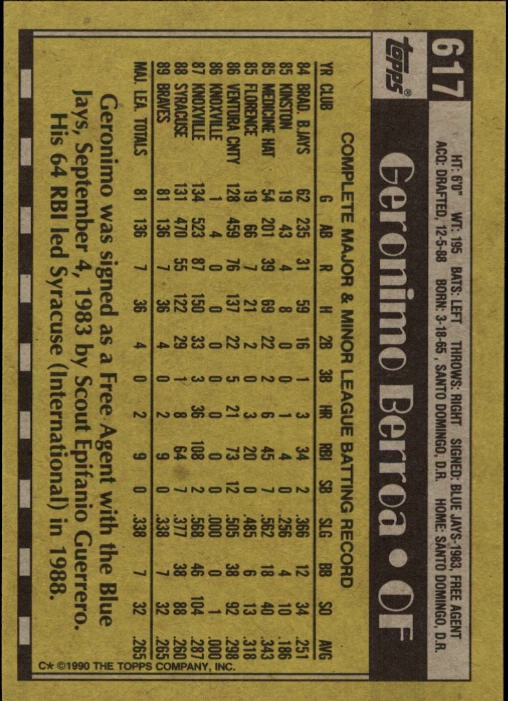 617
topps®
HT: 6'0" WT: 195 BATS: LEFT THROWS: RIGHT SIGNED: BLUE JAYS-1983, FREE AGENT
ACQ: DRAFTED, 12-5-88 BORN: 3-18-65, SANTO DOMINGO, D.R. HOME: SANTO DOMINGO, D.R.
Geronimo Berroa • OF
COMPLETE MAJOR & MINOR LEAGUE BATTING RECORD
YR CLUB G AB R H 2B 3B HR RBI SB SLG BB SO AVG
84 BRAD. B.JAYS 62 235 31 59 16 1 3 34 2 .366 12 34 .251
85 KINSTON 19 43 4 8 0 0 1 4 0 .256 4 10 .186
85 MEDICINE HAT 54 201 39 69 22 2 6 45 7 .562 18 40 .343
85 FLORENCE 19 66 7 21 2 0 3 20 0 .485 6 13 .318
86 VENTURA CNTY 128 459 76 137 22 5 21 73 12 .505 38 92 .298
86 KNOXVILLE 1 4 0 0 0 0 0 0 0 .000 0 1 .000
87 KNOXVILLE 134 523 87 150 33 3 36 108 2 .568 46 104 .287
88 SYRACUSE 131 470 55 122 29 1 8 64 7 .377 38 88 .260
89 BRAVES 81 136 7 36 4 0 2 9 0 .338 7 32 .265
MAJ. LEA. TOTALS 81 136 7 36 4 0 2 9 0 .338 7 32 .265
Geronimo was signed as a Free Agent with the Blue
Jays, September 4, 1983 by Scout Epifanio Guerrero.
His 64 RBI led Syracuse (International) in 1988.
C* ©1990 THE TOPPS COMPANY, INC.